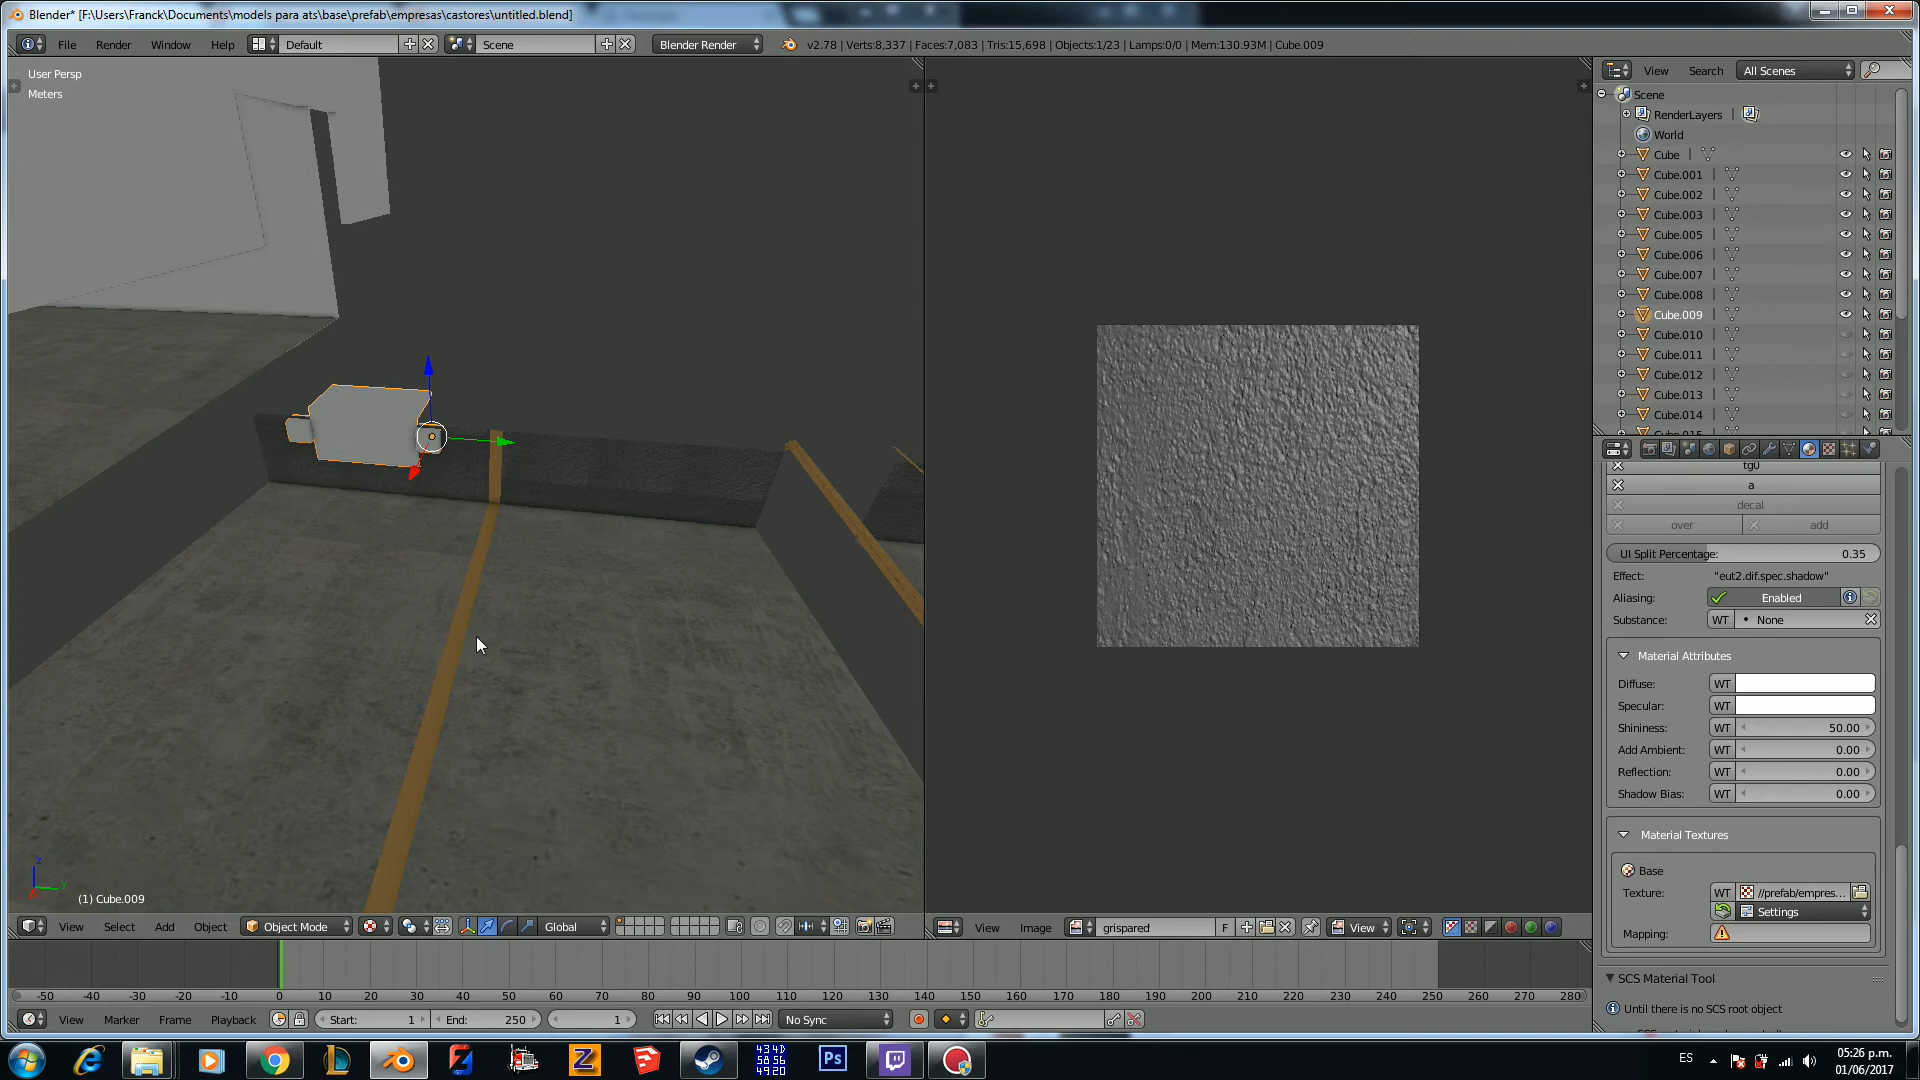 Blender* [F:\Users\Franck\Documents\models para ats\base\prefab\empresas\castores\untitled.blend]
File Render Window Help Default Scene Blender Render v2.78 | Verts:8,337 | Faces:7,083 | Tris:15,698 | Objects:1/23 | Lamps:0/0 | Mem:130.93M | Cube.009
User Persp
Meters
(1) Cube.009
View Select Add Object Object Mode Global
View Image grispared F View
-50 -40 -30 -20 -10 0 10 20 30 40 50 60 70 80 90 100 110 120 130 140 150 160 170 180 190 200 210 220 230 240 250 260 270 280
View Marker Frame Playback Start: 1 End: 250 1 No Sync
View Search All Scenes
Scene
RenderLayers |
World
Cube |
Cube.001 |
Cube.002 |
Cube.003 |
Cube.005 |
Cube.006 |
Cube.007 |
Cube.008 |
Cube.009 |
Cube.010 |
Cube.011 |
Cube.012 |
Cube.013 |
Cube.014 |
tg0
a
decal
over add
UI Split Percentage: 0.35
Effect: "eut2.dif.spec.shadow"
Aliasing: Enabled
Substance: WT None
Material Attributes
Diffuse: WT
Specular: WT
Shininess: WT 50.00
Add Ambient: WT 0.00
Reflection: WT 0.00
Shadow Bias: WT 0.00
Material Textures
Base
Texture: WT //prefab/empres...
Settings
Mapping:
SCS Material Tool
Until there is no SCS root object
Ps
ES 05:26 p.m.
01/06/2017